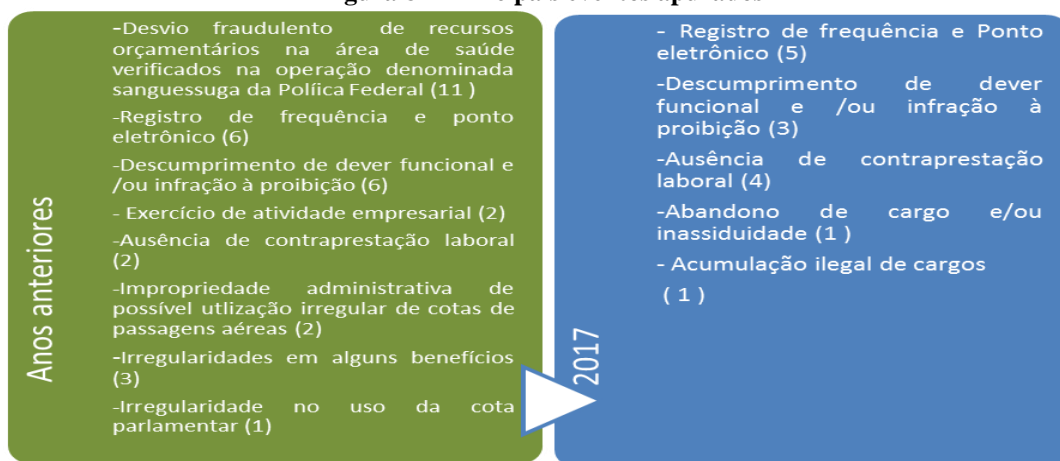 Anos anteriores
-Desvio fraudulento de recursos
orçamentários na área de saúde
verificados na operação denominada
sanguessuga da Políica Federal (11 )
-Registro de frequência e ponto
eletrônico (6)
-Descumprimento de dever funcional e
/ou infração à proibição (6)
- Exercício de atividade empresarial (2)
-Ausência de contraprestação laboral
(2)
-Impropriedade administrativa de
possível utlização irregular de cotas de
passagens aéreas (2)
-Irregularidades em alguns benefícios
(3)
-Irregularidade no uso da cota
parlamentar (1)
2017
- Registro de frequência e Ponto
eletrônico (5)
-Descumprimento de dever
funcional e /ou infração à
proibição (3)
-Ausência de contraprestação
laboral (4)
-Abandono de cargo e/ou
inassiduidade (1 )
- Acumulação ilegal de cargos
( 1 )